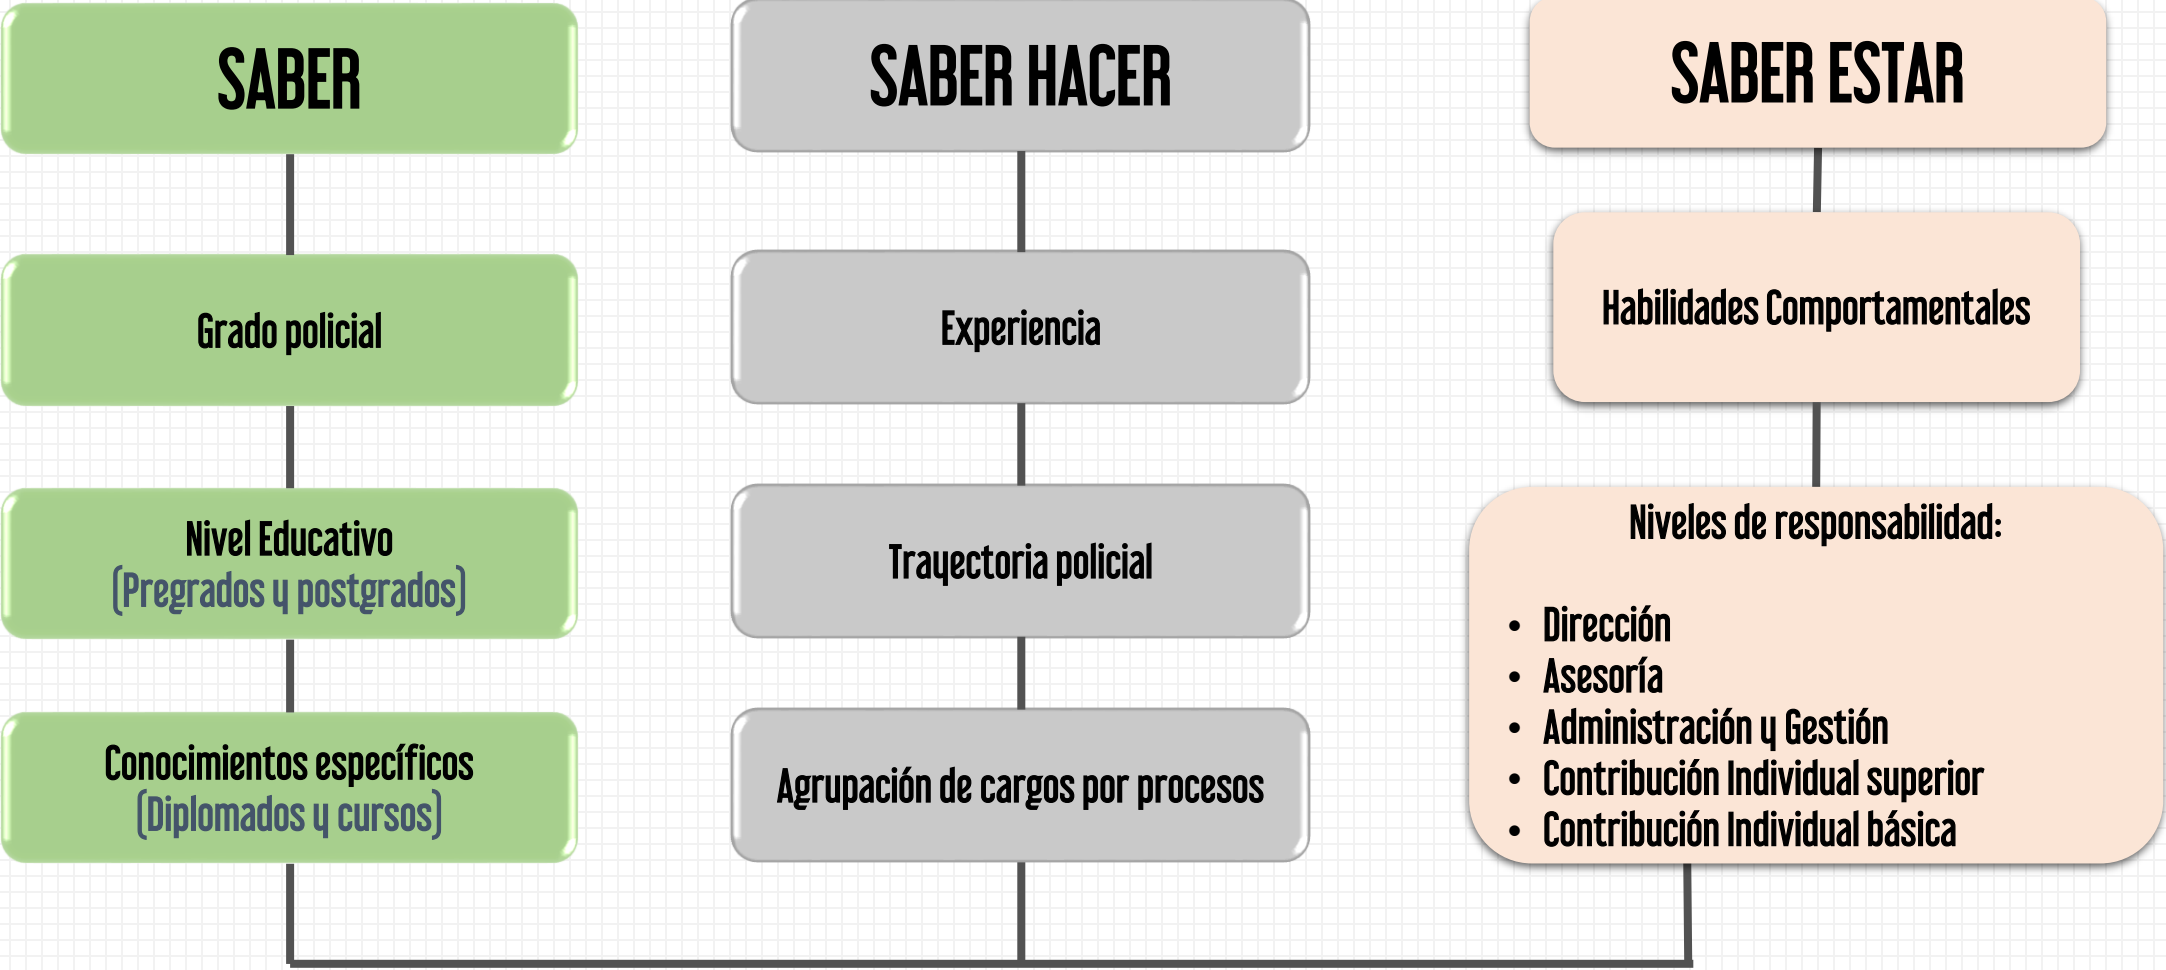 SABER
Grado policial
Nivel Educativo
(Pregrados y postgrados)
Conocimientos específicos
(Diplomados y cursos)
SABER HACER
Experiencia
Trayectoria policial
Agrupación de cargos por procesos
SABER ESTAR
Habilidades Comportamentales
Niveles de responsabilidad:
• Dirección
• Asesoría
• Administración y Gestión
• Contribución Individual superior
• Contribución Individual básica